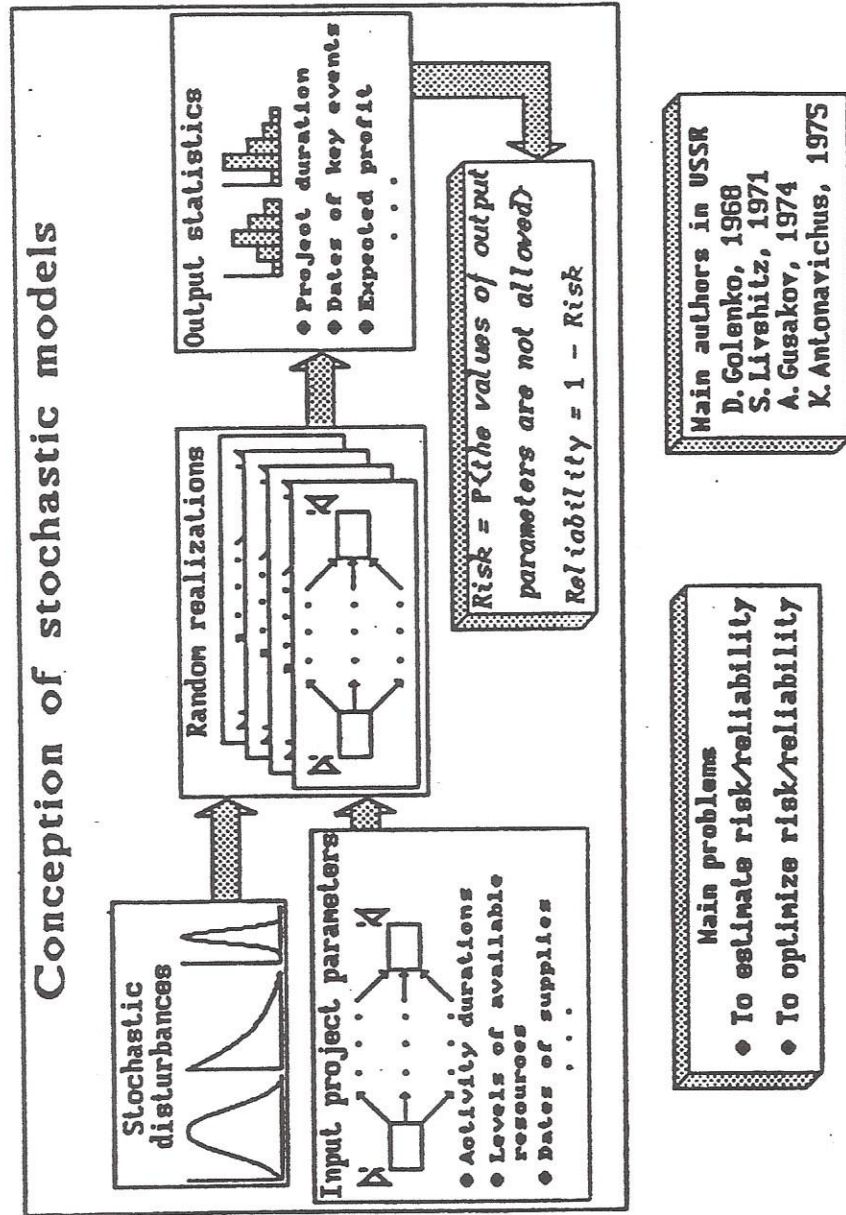 Conception of stochastic models
Stochastic
disturbances
Input project parameters
● Activity durations
● Levels of available
resources
● Dates of supplies
. . .
Random realizations
Output statistics
● Project duration
● Dates of key events
● Expected profit
. . .
Risk = P{the values of output
parameters are not allowed}
Reliability = 1 - Risk
Main problems
● To estimate risk/reliability
● To optimize risk/reliability
Main authors in USSR
D. Golenko, 1968
S. Livshitz, 1971
A. Gusakov, 1974
K. Antonavichus, 1975